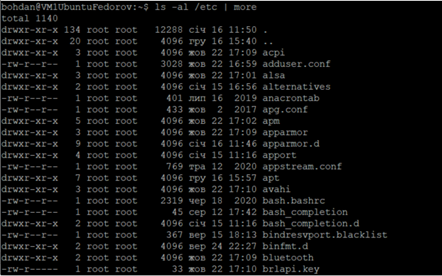 bohdan@VM1UbuntuFedorov:~$ ls -al /etc | more
total 1140
drwxr-xr-x 134 root root 12288 січ 16 11:50 .
drwxr-xr-x 20 root root 4096 гру 16 15:40 ..
drwxr-xr-x 3 root root 4096 жов 22 17:09 acpi
-rw-r--r-- 1 root root 3028 жов 22 16:59 adduser.conf
drwxr-xr-x 3 root root 4096 жов 22 17:01 alsa
drwxr-xr-x 2 root root 4096 січ 15 16:56 alternatives
-rw-r--r-- 1 root root 401 лип 16 2019 anacrontab
-rw-r--r-- 1 root root 433 жов 2 2017 apg.conf
drwxr-xr-x 5 root root 4096 жов 22 17:02 apm
drwxr-xr-x 3 root root 4096 жов 22 17:09 apparmor
drwxr-xr-x 9 root root 4096 січ 16 11:46 apparmor.d
drwxr-xr-x 4 root root 4096 січ 15 11:16 apport
-rw-r--r-- 1 root root 769 тра 12 2020 appstream.conf
drwxr-xr-x 7 root root 4096 гру 16 15:57 apt
drwxr-xr-x 3 root root 4096 жов 22 17:10 avahi
-rw-r--r-- 1 root root 2319 чер 18 2020 bash.bashrc
-rw-r--r-- 1 root root 45 сер 12 17:42 bash_completion
drwxr-xr-x 2 root root 4096 січ 15 11:16 bash_completion.d
-rw-r--r-- 1 root root 367 вер 15 18:13 bindresvport.blacklist
drwxr-xr-x 2 root root 4096 вер 24 22:27 binfmt.d
drwxr-xr-x 2 root root 4096 жов 22 17:09 bluetooth
-rw-r----- 1 root root 33 жов 22 17:10 brlapi.key